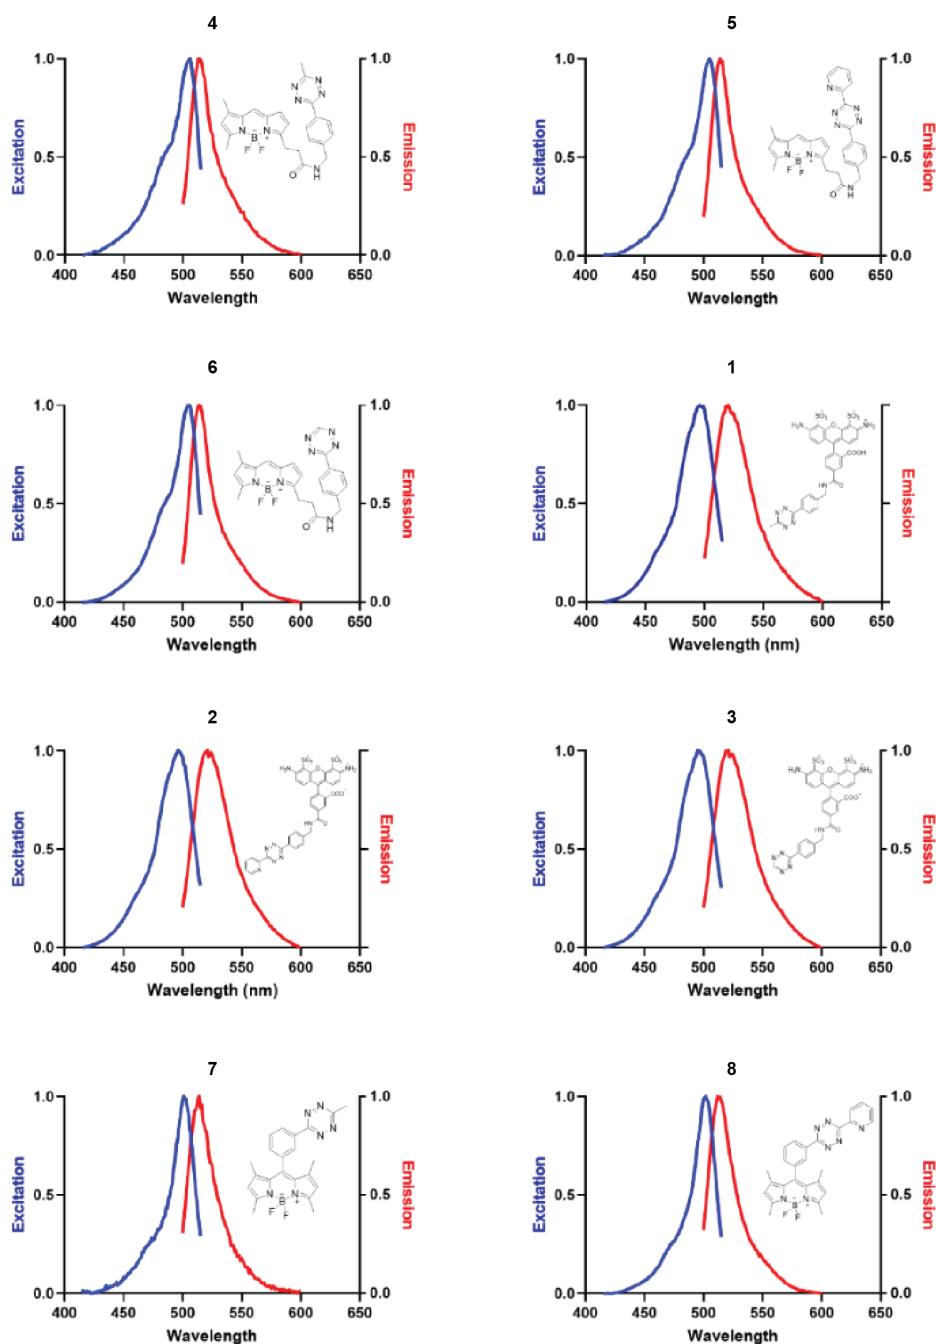 4 5
1.0 1.0 1.0 1.0
Excitation 0.5 0.5 Emission Excitation 0.5 0.5 Emission
0.0 0.0 0.0 0.0
400 450 500 550 600 650 400 450 500 550 600 650
Wavelength Wavelength
6 1
1.0 1.0 1.0
Excitation 0.5 0.5 Emission Excitation 0.5 Emission
0.0 0.0 0.0
400 450 500 550 600 650 400 450 500 550 600 650
Wavelength Wavelength (nm)
2 3
1.0 1.0 1.0
Excitation 0.5 Emission Excitation 0.5 0.5 Emission
0.0 0.0 0.0
400 450 500 550 600 650 400 450 500 550 600 650
Wavelength (nm) Wavelength
7 8
1.0 1.0 1.0 1.0
Excitation 0.5 0.5 Emission Excitation 0.5 0.5 Emission
0.0 0.0 0.0 0.0
400 450 500 550 600 650 400 450 500 550 600 650
Wavelength Wavelength